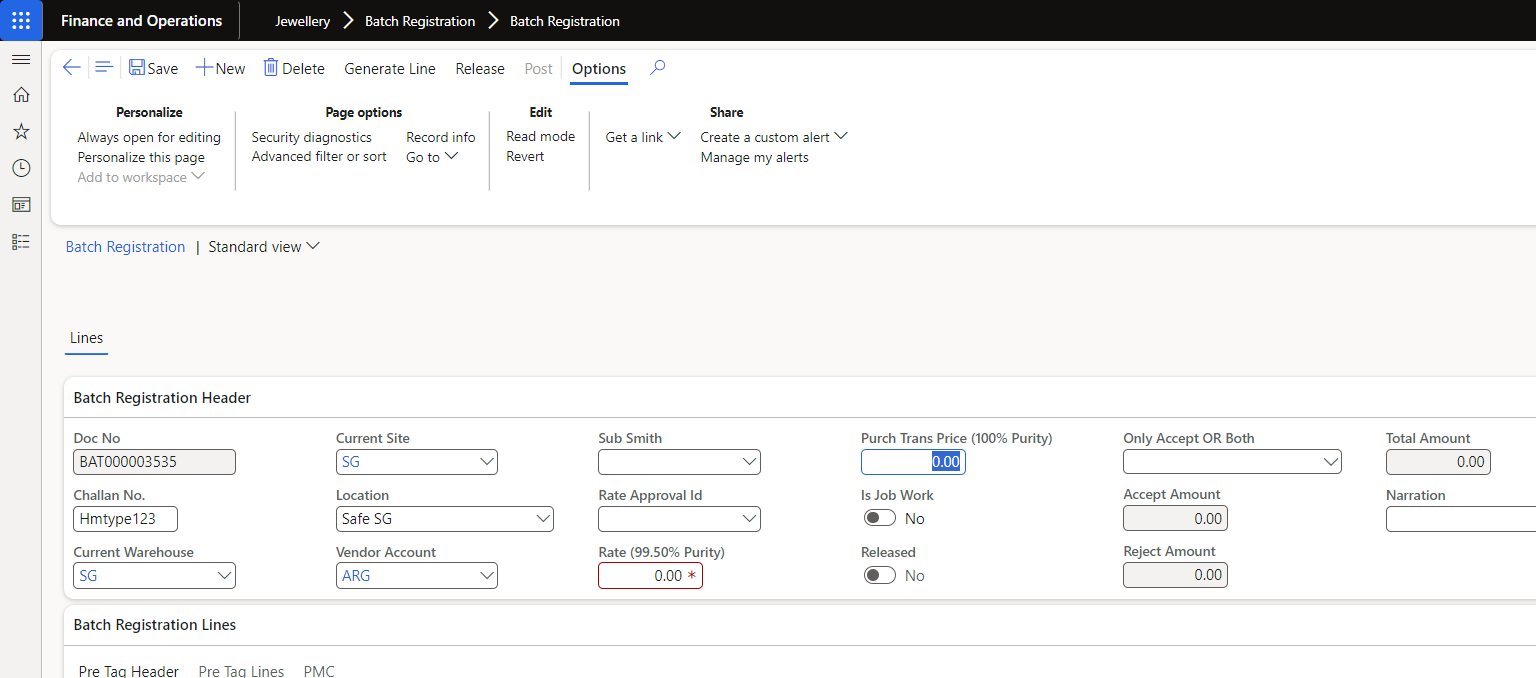 Finance and Operations Jewellery Batch Registration Batch Registration
Save New Delete Generate Line Release Post Options
Personalize
Always open for editing
Personalize this page
Add to workspace
Page options
Security diagnostics Record info
Advanced filter or sort Go to
Edit
Read mode
Revert
Share
Get a link Create a custom alert
Manage my alerts
Batch Registration | Standard view
Lines
Batch Registration Header
Doc No
BAT000003535
Challan No.
Hmtype123
Current Warehouse
SG
Current Site
SG
Location
Safe SG
Vendor Account
ARG
Sub Smith
Rate Approval Id
Rate (99.50% Purity)
0.00 *
Purch Trans Price (100% Purity)
0.00
Is Job Work
No
Released
No
Only Accept OR Both
Accept Amount
0.00
Reject Amount
0.00
Total Amount
0.00
Narration
Batch Registration Lines
Pre Tag Header Pre Tag Lines PMC